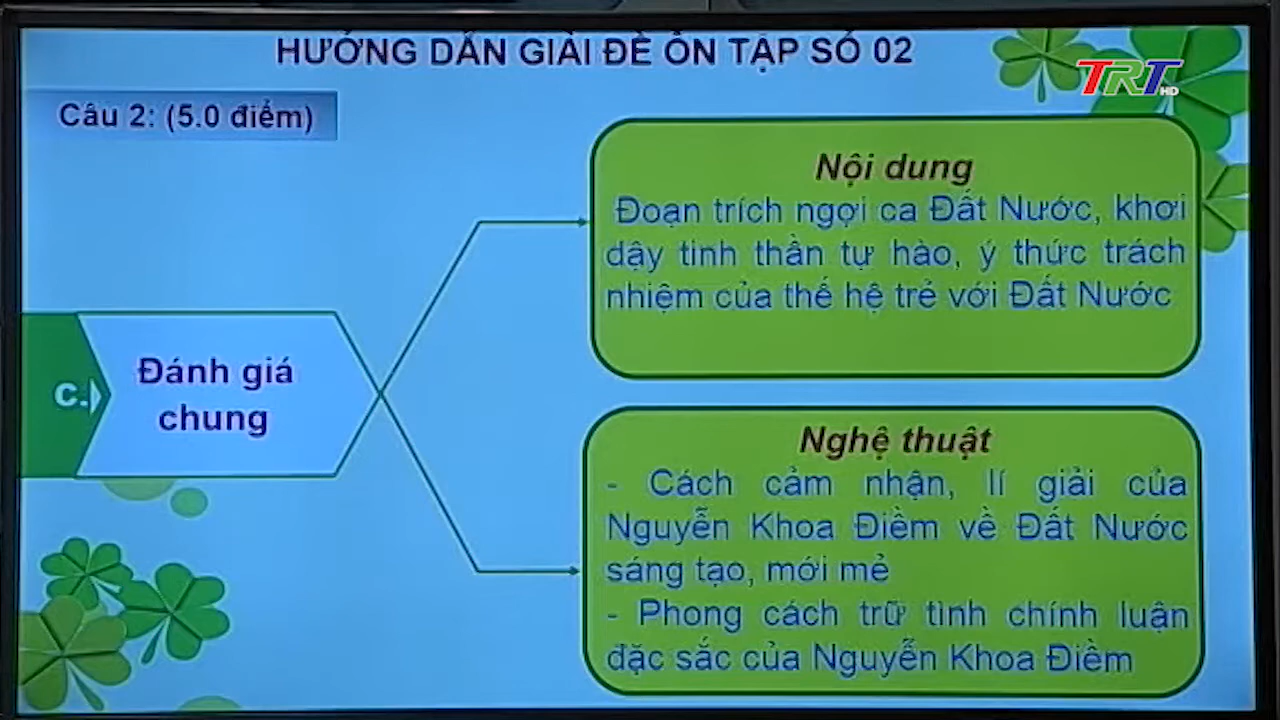 HƯỚNG DẪN GIẢI ĐỀ ÔN TẬP SỐ 02
TRT HD
Câu 2: (5.0 điểm)
Nội dung
Đoạn trích ngợi ca Đất Nước, khơi
dậy tinh thần tự hào, ý thức trách
nhiệm của thế hệ trẻ với Đất Nước
C.
Đánh giá
chung
Nghệ thuật
- Cách cảm nhận, lí giải của
Nguyễn Khoa Điềm về Đất Nước
sáng tạo, mới mẻ
- Phong cách trữ tình chính luận
đặc sắc của Nguyễn Khoa Điềm